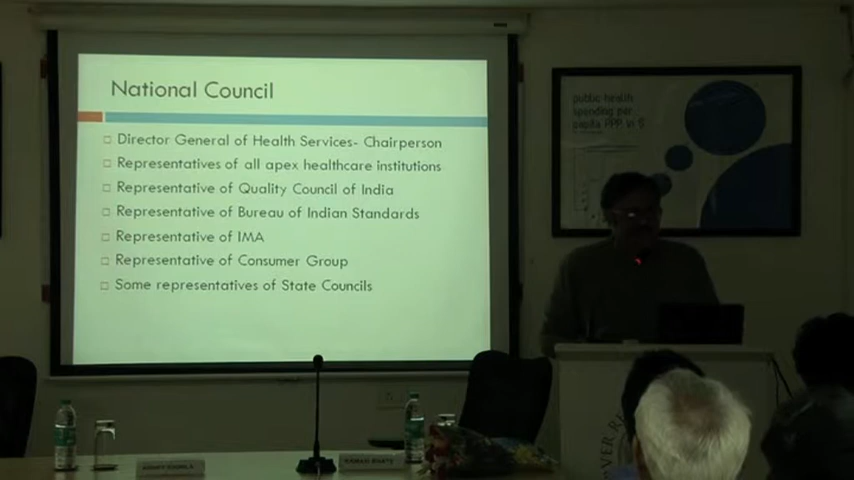 National Council
Director General of Health Services- Chairperson
Representatives of all apex healthcare institutions
Representative of Quality Council of India
Representative of Bureau of Indian Standards
Representative of IMA
Representative of Consumer Group
Some representatives of State Councils
public health
spending per
capita PPP in $